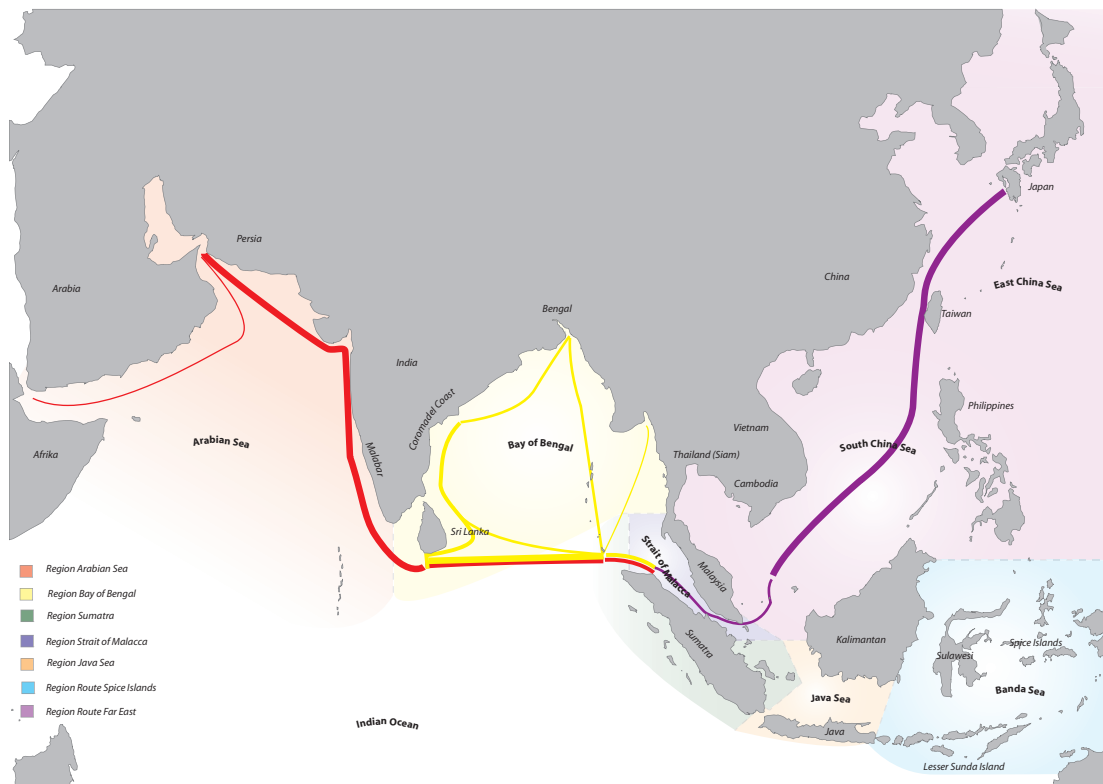 Japan
Persia
China
East China Sea
Arabia
Bengal
Taiwan
India
Coromadel Coast
Philippines
Vietnam
Arabian Sea
Bay of Bengal
South China Sea
Afrika
Malabar
Thailand (Siam)
Cambodia
Sri Lanka
Strait of Malacca
Malaysia
Region Arabian Sea
Region Bay of Bengal
Region Sumatra
Region Strait of Malacca
Region Java Sea
Region Route Spice Islands
Region Route Far East
Sumatra
Kalimantan
Spice Islands
Sulawesi
Banda Sea
Java Sea
Indian Ocean
Java
Lesser Sunda Island